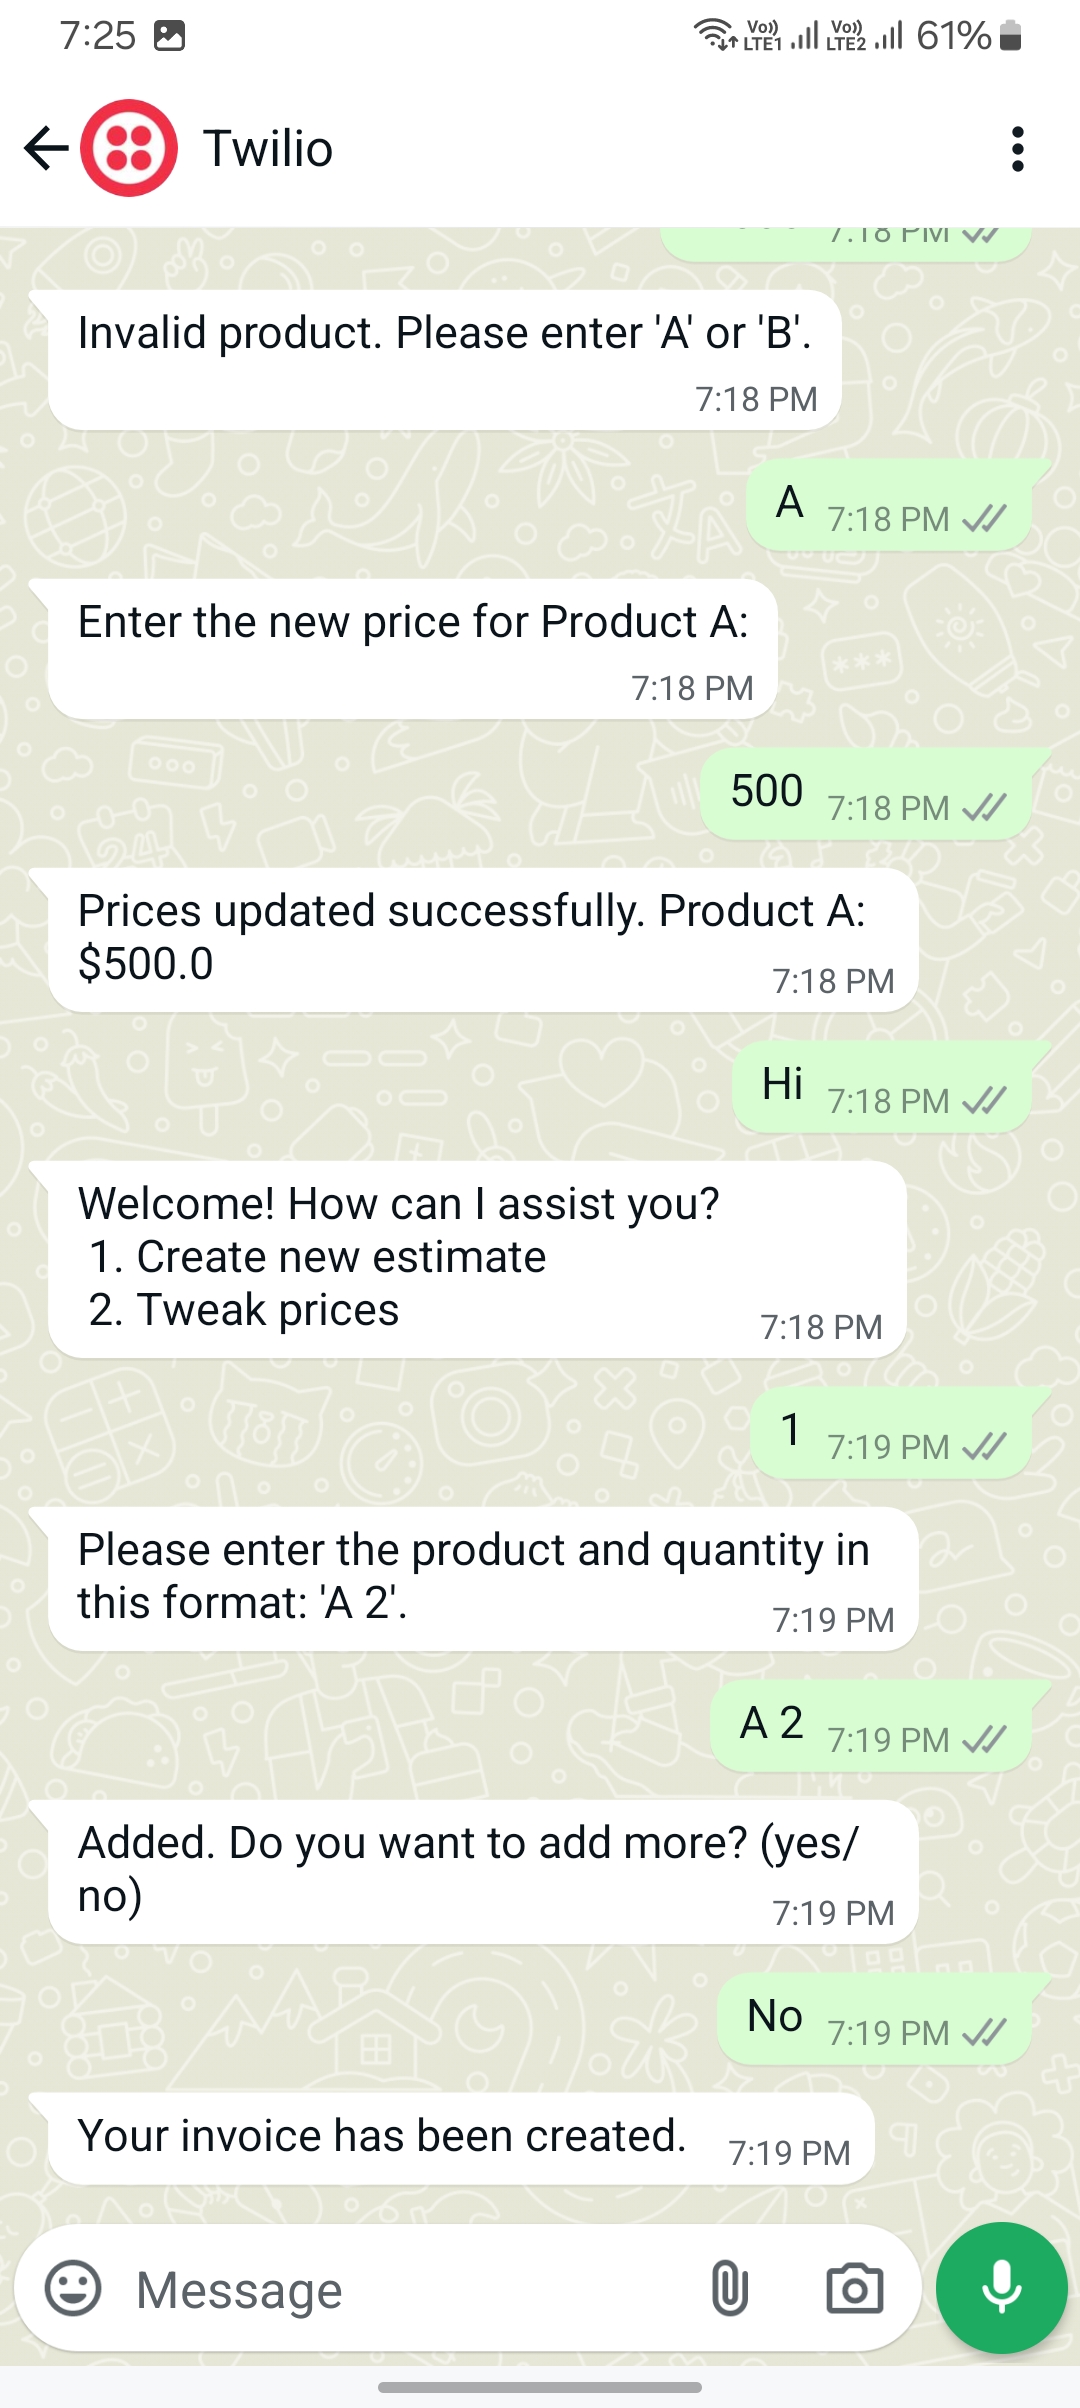 7:25
Vo)) LTE1 Vo)) LTE2 61%
Twilio
7:18 PM
Invalid product. Please enter 'A' or 'B'.
7:18 PM
A 7:18 PM
Enter the new price for Product A:
7:18 PM
500 7:18 PM
Prices updated successfully. Product A:
$500.0
7:18 PM
Hi 7:18 PM
Welcome! How can I assist you?
1. Create new estimate
2. Tweak prices
7:18 PM
1 7:19 PM
Please enter the product and quantity in
this format: 'A 2'.
7:19 PM
A 2 7:19 PM
Added. Do you want to add more? (yes/
no)
7:19 PM
No 7:19 PM
Your invoice has been created. 7:19 PM
Message